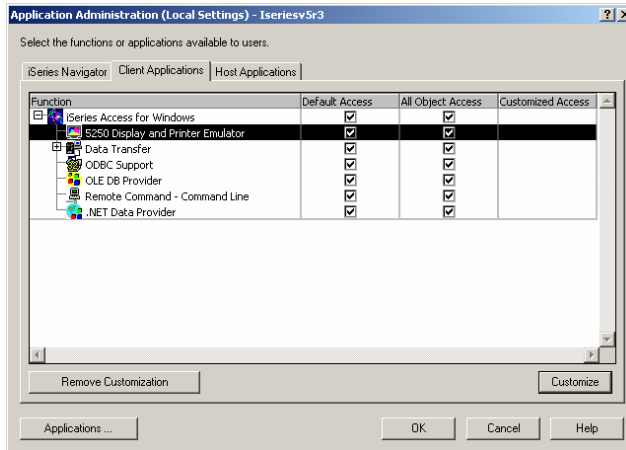 Application Administration (Local Settings) - Iseriesv5r3
Select the functions or applications available to users.
iSeries Navigator Client Applications Host Applications
Function Default Access All Object Access Customized Access
iSeries Access for Windows
5250 Display and Printer Emulator
Data Transfer
ODBC Support
OLE DB Provider
Remote Command - Command Line
.NET Data Provider
Remove Customization Customize
Applications ... OK Cancel Help